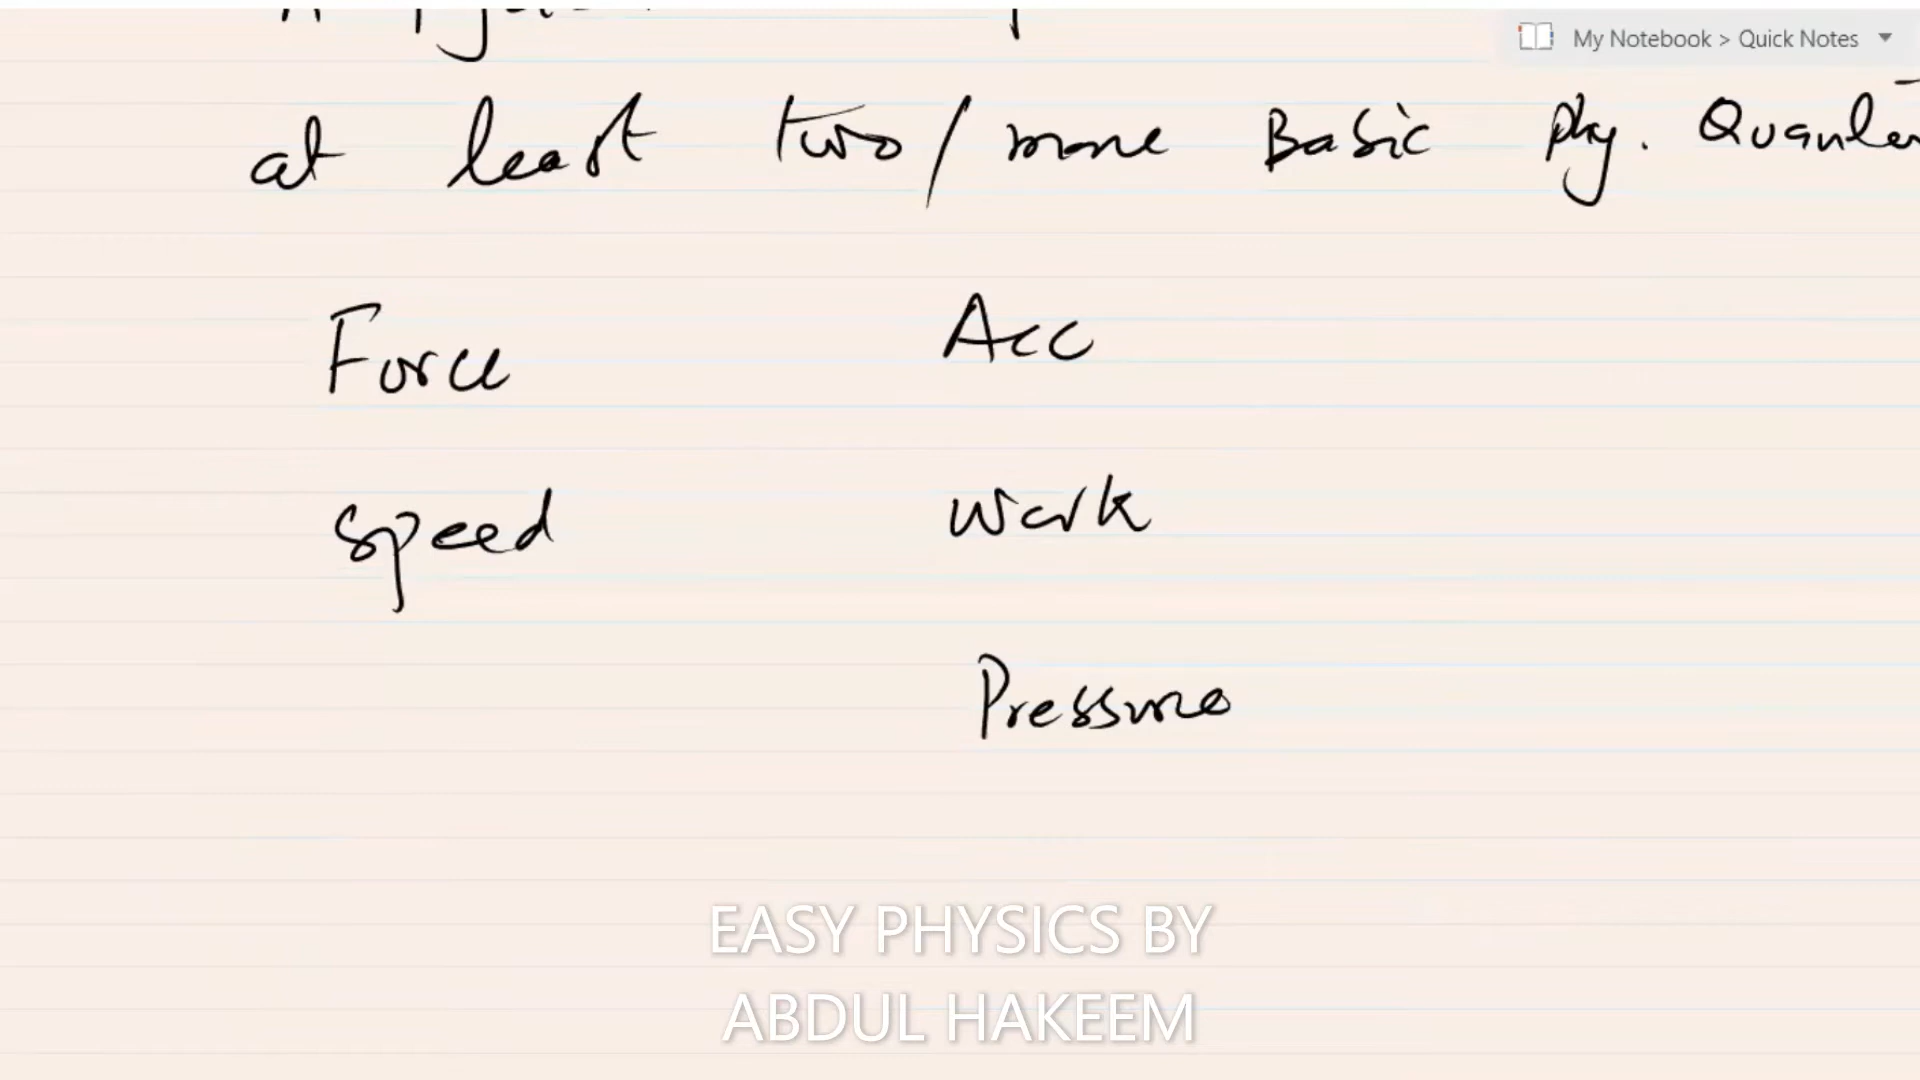 My Notebook > Quick Notes
at least two/more Basic phy.
Force Acc
speed work
Pressure
EASY PHYSICS BY
ABDUL HAKEEM